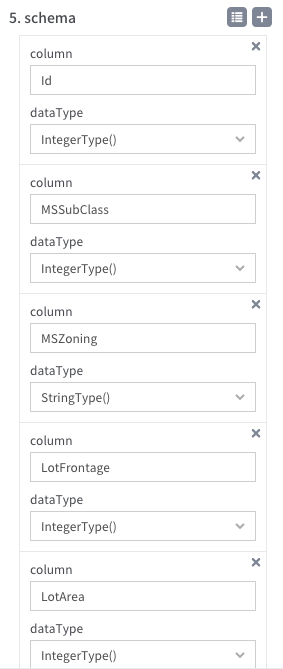 5. schema
column
Id
dataType
IntegerType()
column
MSSubClass
dataType
IntegerType()
column
MSZoning
dataType
StringType()
column
LotFrontage
dataType
IntegerType()
column
LotArea
dataType
IntegerType()